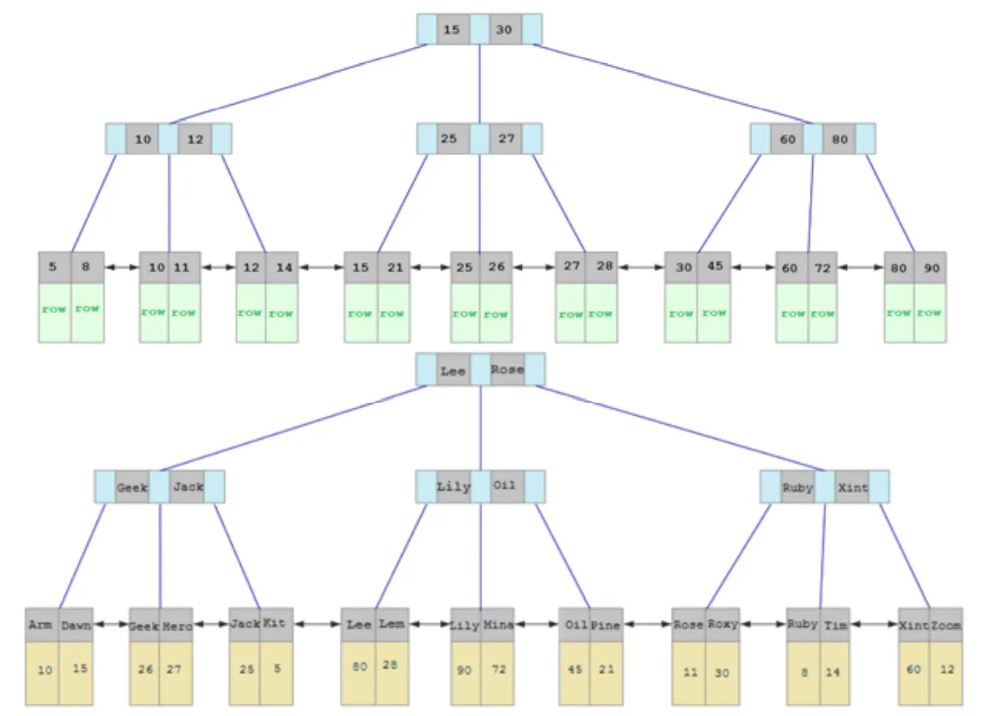 15 30
10 12 25 27 60 80
5 8 10 11 12 14 15 21 25 26 27 28 30 45 60 72 80 90
row row row row row row row row row row row row row row row row row row
Lee Rose
Geek Jack Lily Oil Ruby Xint
Arm Dawn Geek Hero Jack Kit Lee Lem Lily Mina Oil Pine Rose Roxy Ruby Tim Xint Zoom
10 15 26 27 25 5 80 28 90 72 45 21 11 30 8 14 60 12